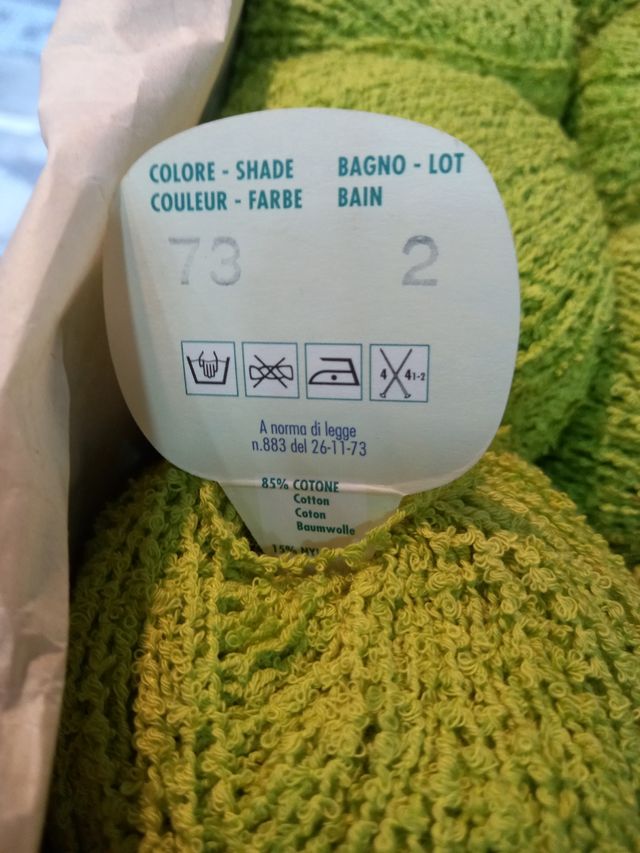 COLORE - SHADE BAGNO - LOT
COULEUR - FARBE BAIN
73 2
4 4 1-2
A norma di legge
n.883 del 26-11-73
85% COTONE
Cotton
Coton
Baumwolle
15%